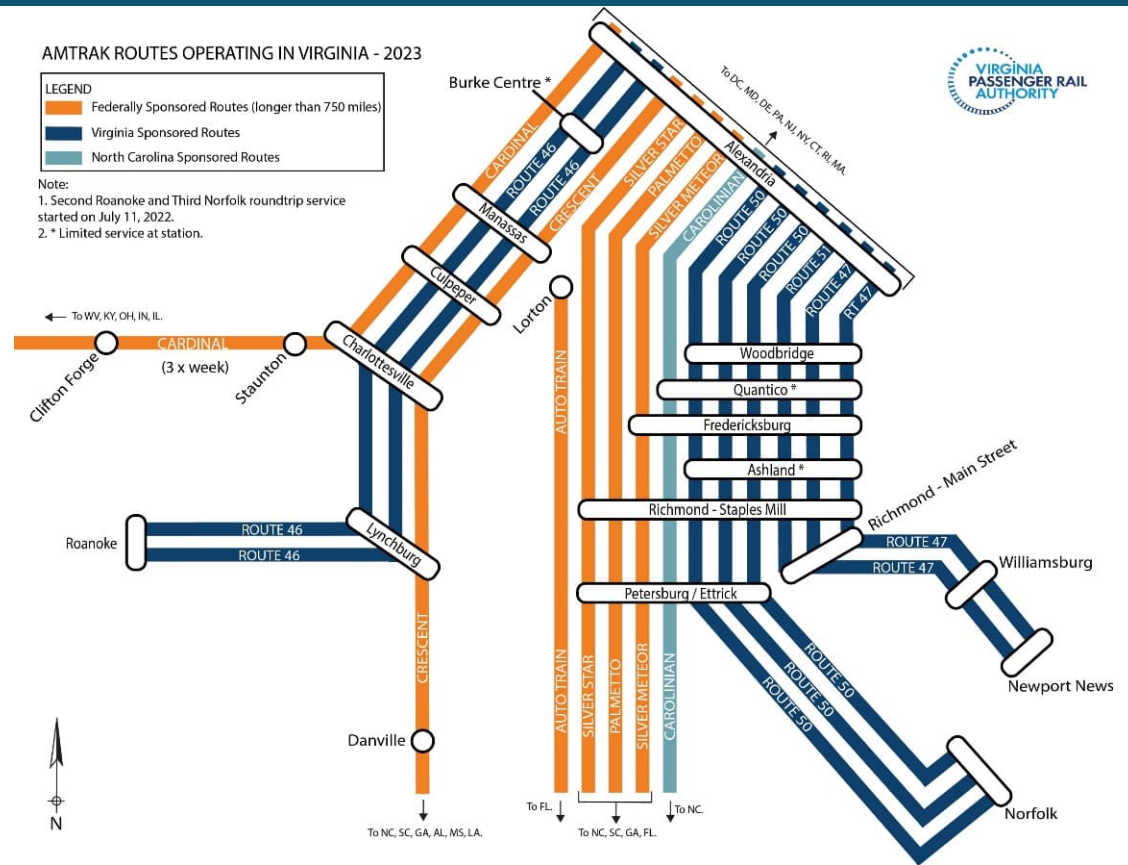 AMTRAK ROUTES OPERATING IN VIRGINIA - 2023
LEGEND
Federally Sponsored Routes (longer than 750 miles)
Virginia Sponsored Routes
North Carolina Sponsored Routes
Note:
1. Second Roanoke and Third Norfolk roundtrip service
started on July 11, 2022.
2. * Limited service at station.
VIRGINIA
PASSENGER RAIL
AUTHORITY
Burke Centre *
To DC, MD, DE, PA, NJ, NY, CT, RI, MA.
Alexandria
CARDINAL
ROUTE 46
ROUTE 46
CRESCENT
SILVER STAR
PALMETTO
SILVER METEOR
CAROLINIAN
ROUTE 50
ROUTE 50
ROUTE 50
ROUTE 51
ROUTE 47
RT 47
Manassas
Culpeper
Lorton
Charlottesville
To WV, KY, OH, IN, IL.
CARDINAL
(3 x week)
Clifton Forge
Staunton
AUTO TRAIN
Woodbridge
Quantico *
Fredericksburg
Ashland *
Richmond - Staples Mill
Richmond - Main Street
Roanoke
ROUTE 46
ROUTE 46
Lynchburg
ROUTE 47
ROUTE 47
Williamsburg
Newport News
Petersburg / Ettrick
CRESCENT
AUTO TRAIN
SILVER STAR
PALMETTO
SILVER METEOR
CAROLINIAN
ROUTE 50
ROUTE 50
ROUTE 50
Danville
Norfolk
N
To NC, SC, GA, AL, MS, LA.
To FL.
To NC, SC, GA, FL.
To NC.